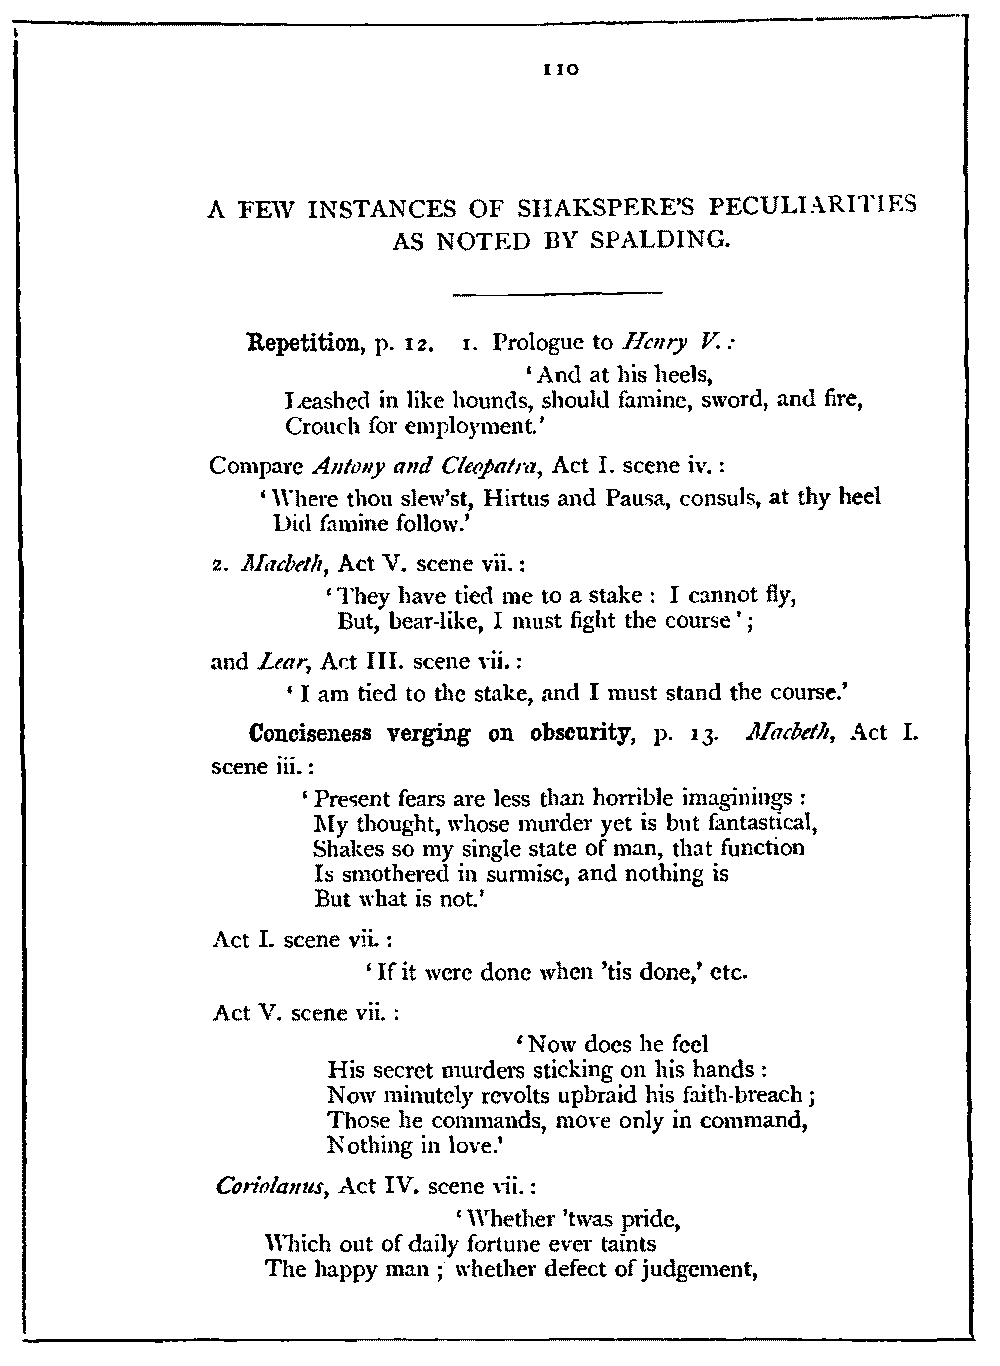 110
A FEW INSTANCES OF SHAKSPERE'S PECULIARITIES
AS NOTED BY SPALDING.
Repetition, p. 12. 1. Prologue to Henry V. :
‘And at his heels,
Leashed in like hounds, should famine, sword, and fire,
Crouch for employment.’
Compare Antony and Cleopatra, Act I. scene iv. :
‘Where thou slew'st, Hirtus and Pausa, consuls, at thy heel
Did famine follow.’
2. Macbeth, Act V. scene vii. :
‘They have tied me to a stake : I cannot fly,
But, bear-like, I must fight the course’ ;
and Lear, Act III. scene vii. :
‘I am tied to the stake, and I must stand the course.’
Conciseness verging on obscurity, p. 13. Macbeth, Act I.
scene iii. :
‘Present fears are less than horrible imaginings :
My thought, whose murder yet is but fantastical,
Shakes so my single state of man, that function
Is smothered in surmise, and nothing is
But what is not.’
Act I. scene vii. :
‘If it were done when 'tis done,’ etc.
Act V. scene vii. :
‘Now does he feel
His secret murders sticking on his hands :
Now minutely revolts upbraid his faith-breach ;
Those he commands, move only in command,
Nothing in love.’
Coriolanus, Act IV. scene vii. :
‘Whether 'twas pride,
Which out of daily fortune ever taints
The happy man ; whether defect of judgement,